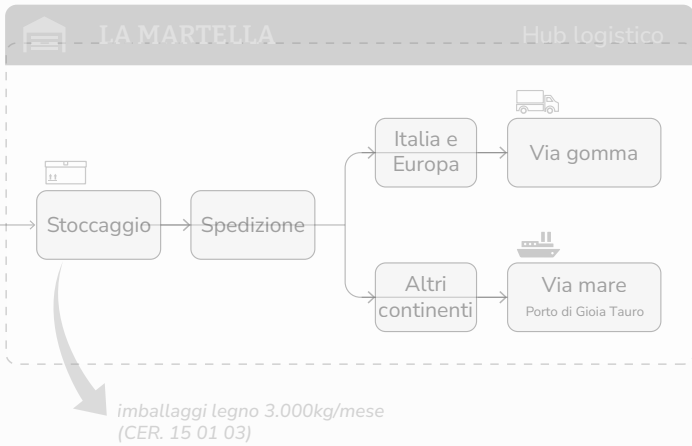 LA MARTELLA
Hub logistico
Italia e
Europa
Via gomma
Stoccaggio
Spedizione
Altri
continenti
Via mare
Porto di Gioia Tauro
imballaggi legno 3.000kg/mese
(CER. 15 01 03)